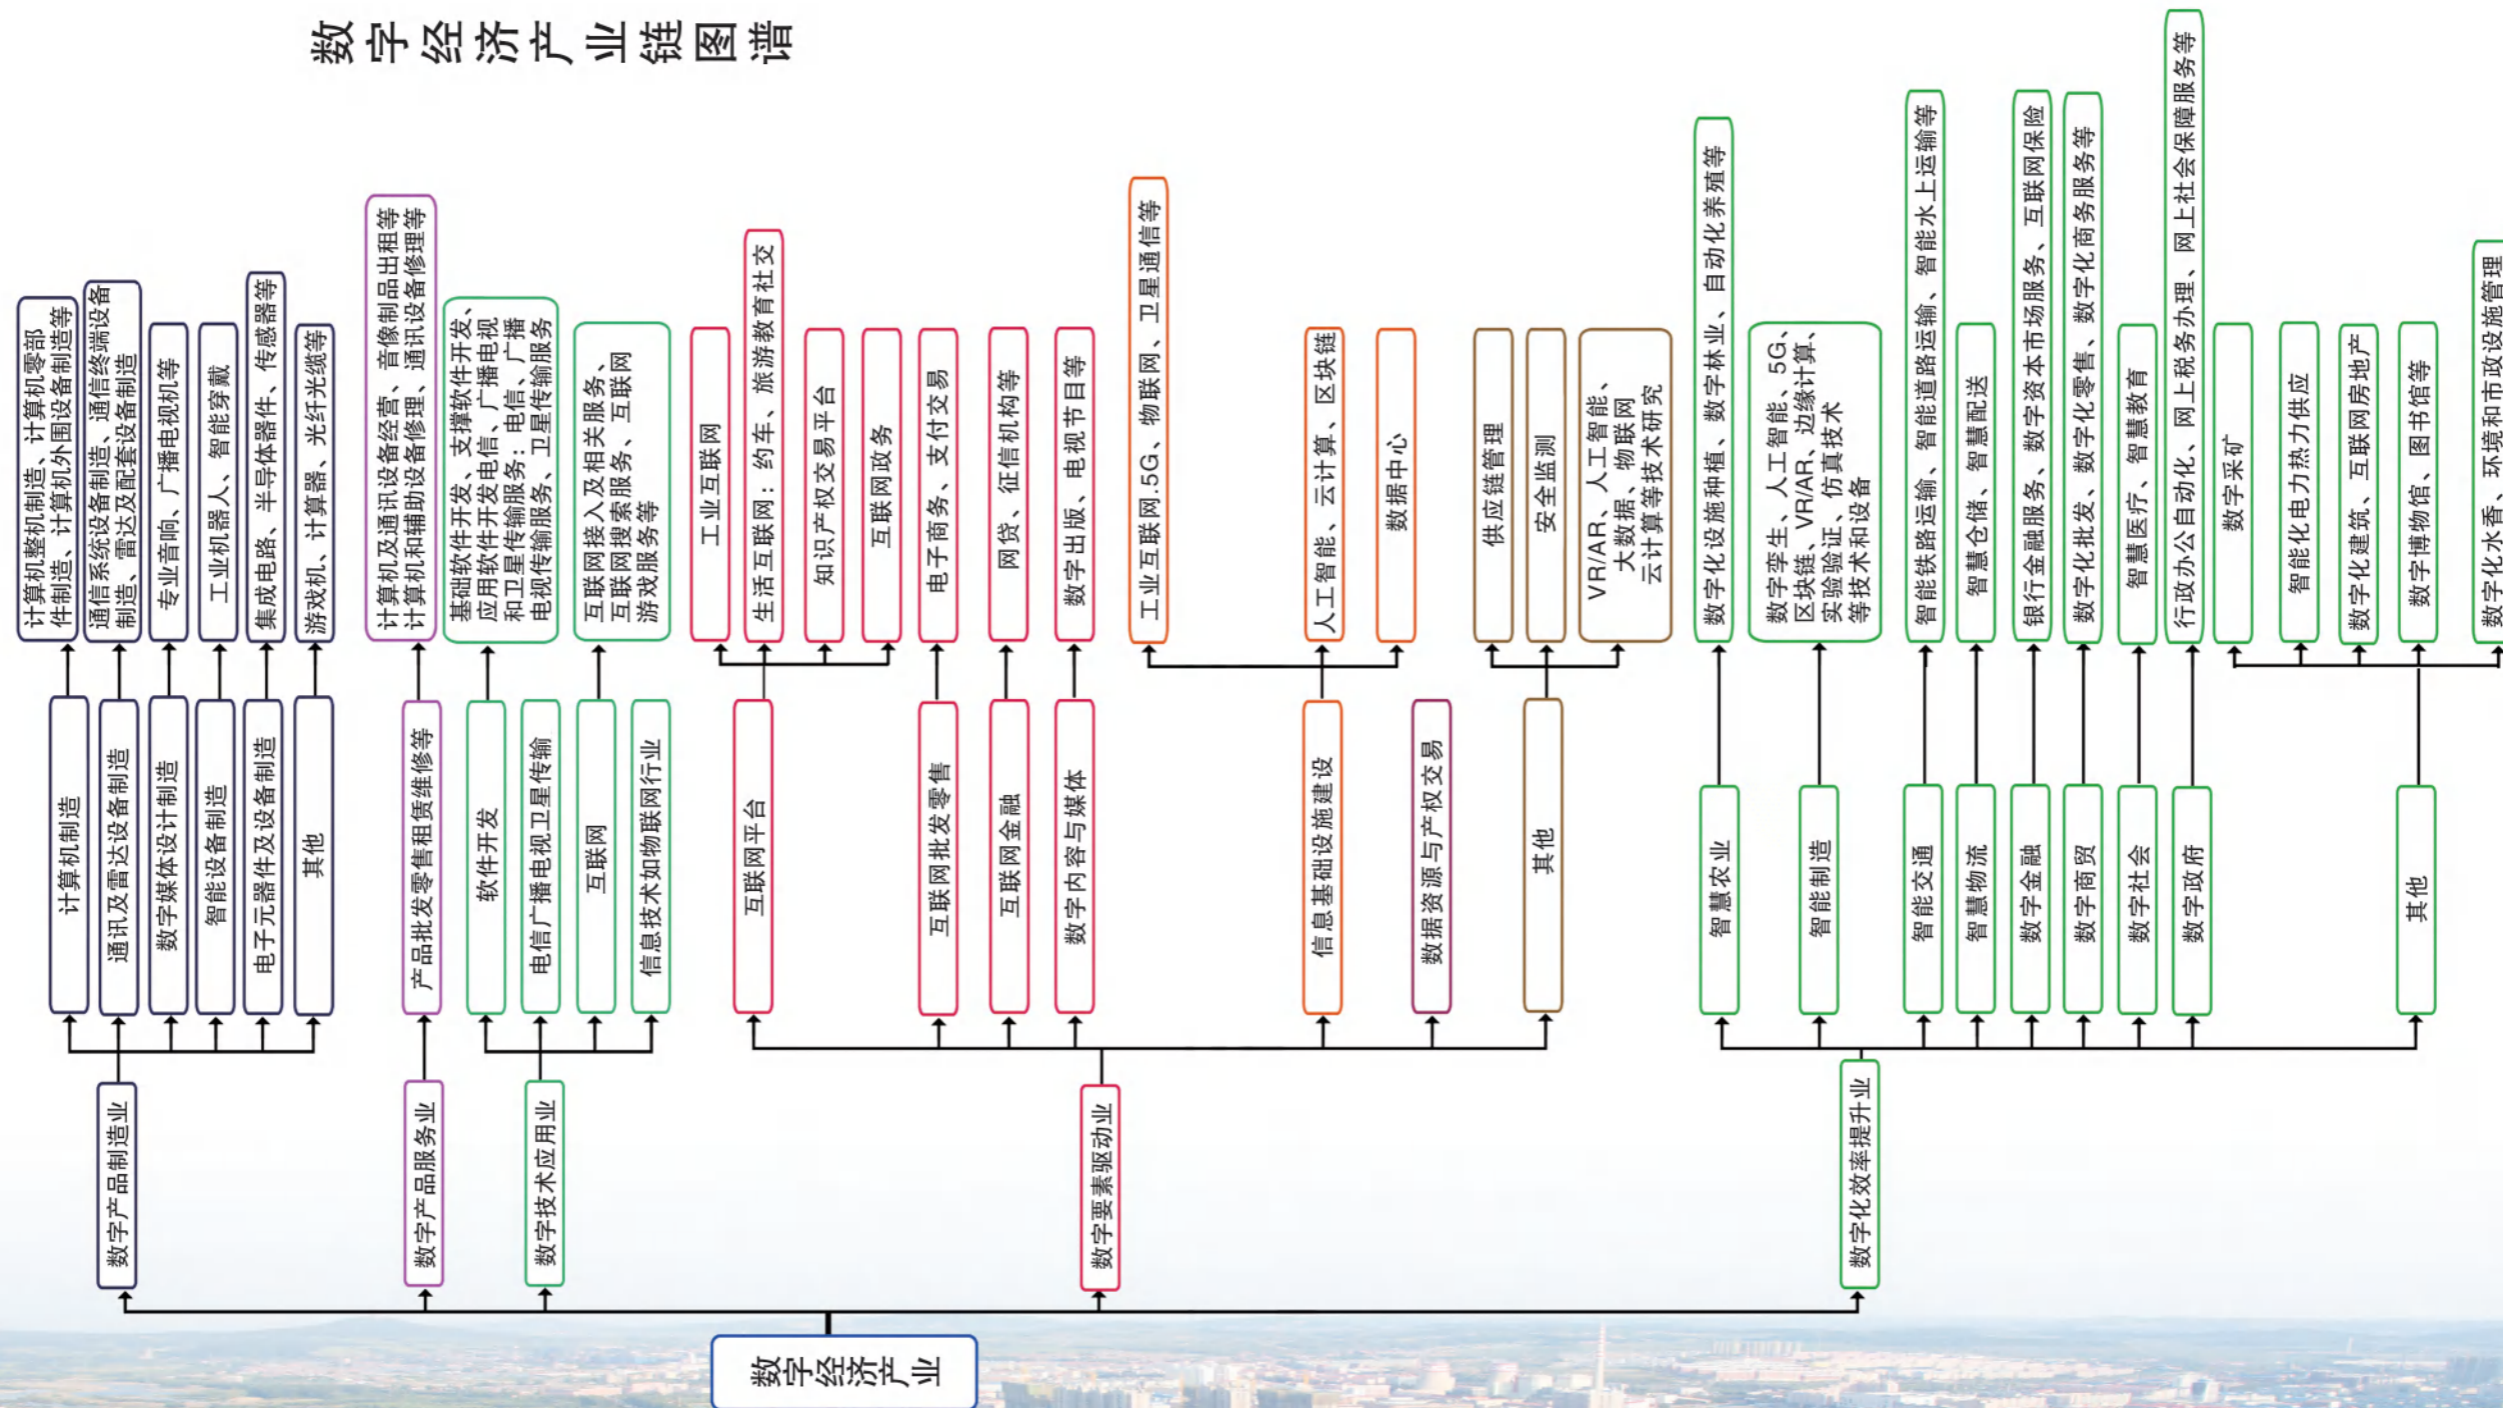 数字经济产业链图谱
数字经济产业
数字产品制造业
计算机制造
计算机整机制造、计算机零部
件制造、计算机外围设备制造等
通讯及雷达设备制造
通信系统设备制造、通信终端设备
制造、雷达及配套设备制造
数字媒体设计制造
专业音响、广播电视机等
智能设备制造
工业机器人、智能穿戴
电子元器件及设备制造
集成电路、半导体器件、传感器等
其他
游戏机、计算器、光纤光缆等
数字产品服务业
产品批发零售租赁维修等
计算机及通讯设备经营、音像制品出租等
计算机和辅助设备修理、通讯设备修理等
数字技术应用业
软件开发
基础软件开发、支撑软件开发、
应用软件开发电信、广播电视
和卫星传输服务：电信、广播
电视传输服务、卫星传输服务
电信广播电视卫星传输
互联网
互联网接入及相关服务、
互联网搜索服务、互联网
游戏服务等
信息技术如物联网行业
数字要素驱动业
互联网平台
工业互联网
生活互联网：约车、旅游教育社交
知识产权交易平台
互联网政务
互联网批发零售
电子商务、支付交易
互联网金融
网贷、征信机构等
数字内容与媒体
数字出版、电视节目等
信息基础设施建设
工业互联网.5G、物联网、卫星通信等
人工智能、云计算、区块链
数据中心
数据资源与产权交易
其他
供应链管理
安全监测
VR/AR、人工智能、
大数据、物联网
云计算等技术研究
数字化效率提升业
智慧农业
数字化设施种植、数字林业、自动化养殖等
智能制造
数字孪生、人工智能、5G、
区块链、VR/AR、边缘计算、
实验验证、仿真技术
等技术和设备
智能交通
智能铁路运输、智能道路运输、智能水上运输等
智慧物流
智慧仓储、智慧配送
数字金融
银行金融服务、数字资本市场服务、互联网保险
数字商贸
数字化批发、数字化零售、数字化商务服务等
数字社会
智慧医疗、智慧教育
数字政府
行政办公自动化、网上税务办理、网上社会保障服务等
其他
数字采矿
智能化电力热力供应
数字化建筑、互联网房地产
数字博物馆、图书馆等
数字化水香、环境和市政设施管理